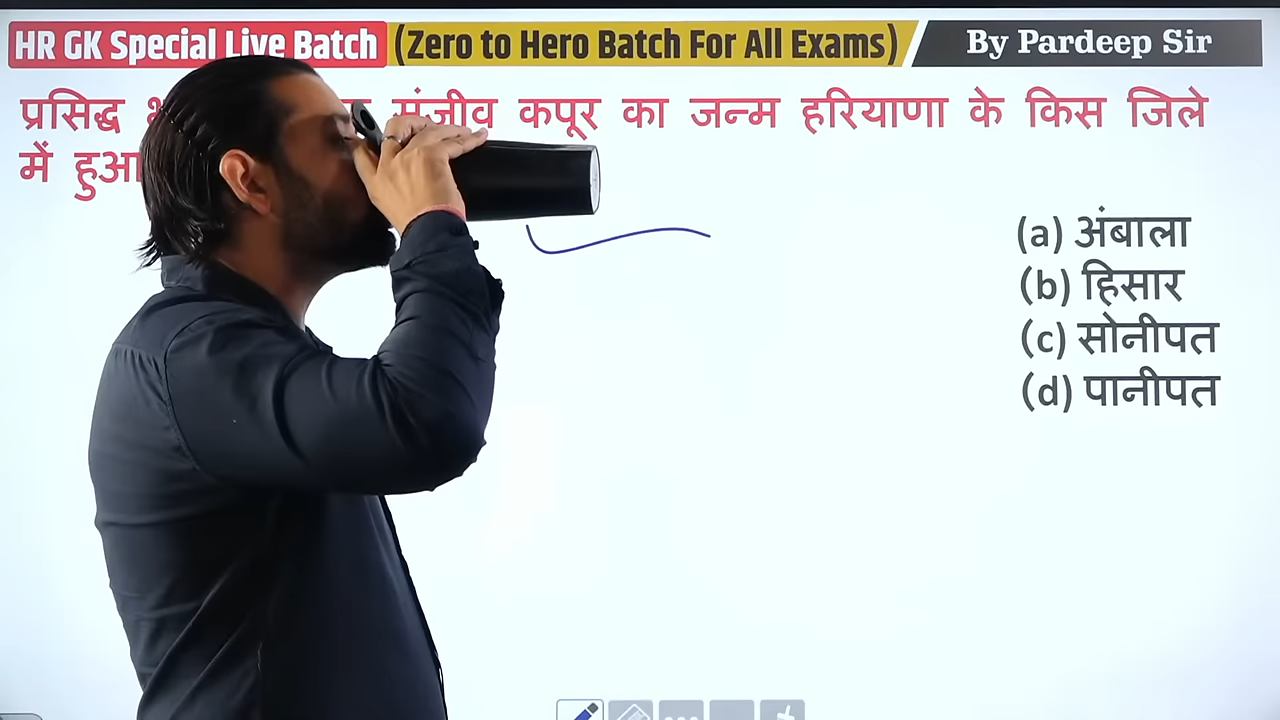 HR GK Special Live Batch (Zero to Hero Batch For All Exams) By Pardeep Sir
प्रसिद्ध संजीव कपूर का जन्म हरियाणा के किस जिले
में हुआ
(a) अंबाला
(b) हिसार
(c) सोनीपत
(d) पानीपत